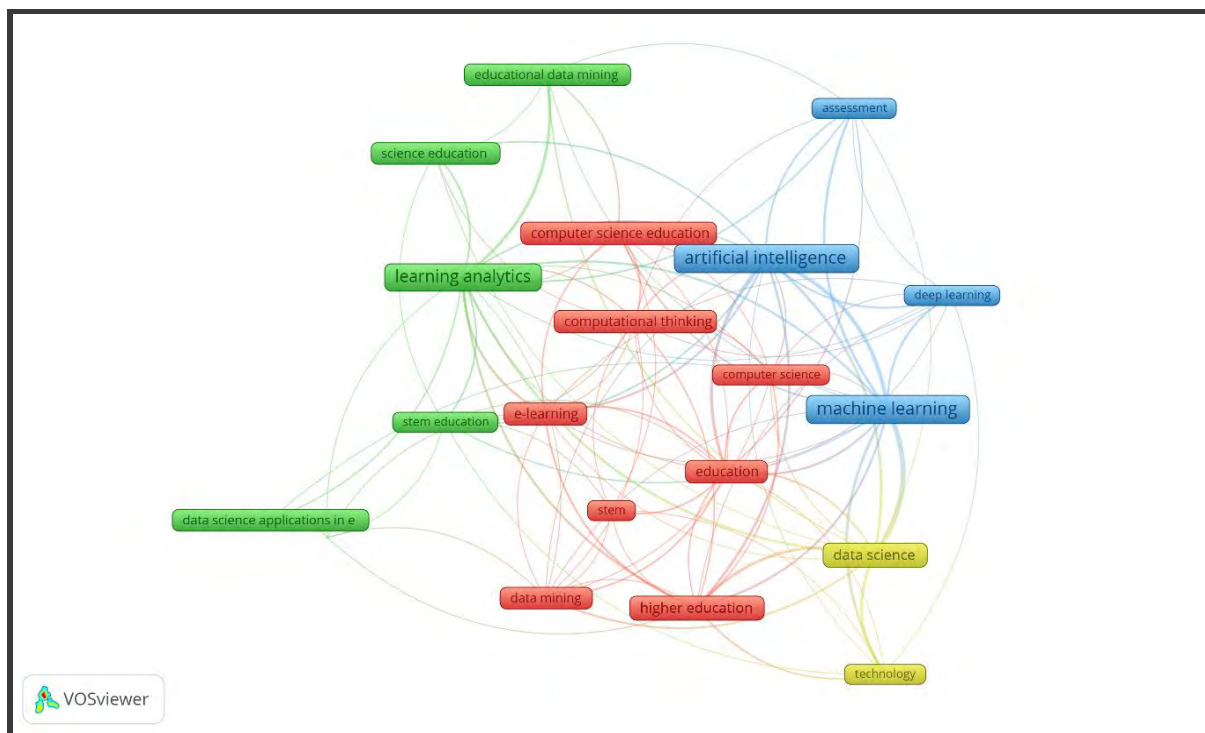 educational data mining
assessment
science education
computer science education
artificial intelligence
learning analytics
deep learning
computational thinking
computer science
machine learning
e-learning
stem education
education
stem
data science applications in e
data science
data mining
higher education
technology
VOSviewer